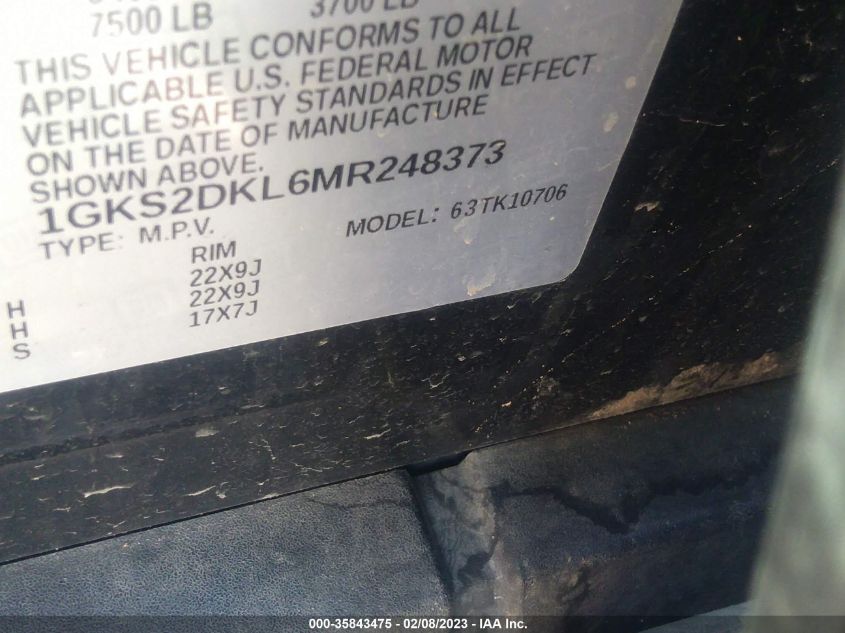 7500 LB
3700 LB
THIS VEHICLE CONFORMS TO ALL
APPLICABLE U.S. FEDERAL MOTOR
VEHICLE SAFETY STANDARDS IN EFFECT
ON THE DATE OF MANUFACTURE
SHOWN ABOVE.
1GKS2DKL6MR248373
TYPE: M.P.V. MODEL: 63TK10706
RIM
22X9J
H 22X9J
H 17X7J
S
000-35843475 - 02/08/2023 - IAA Inc.